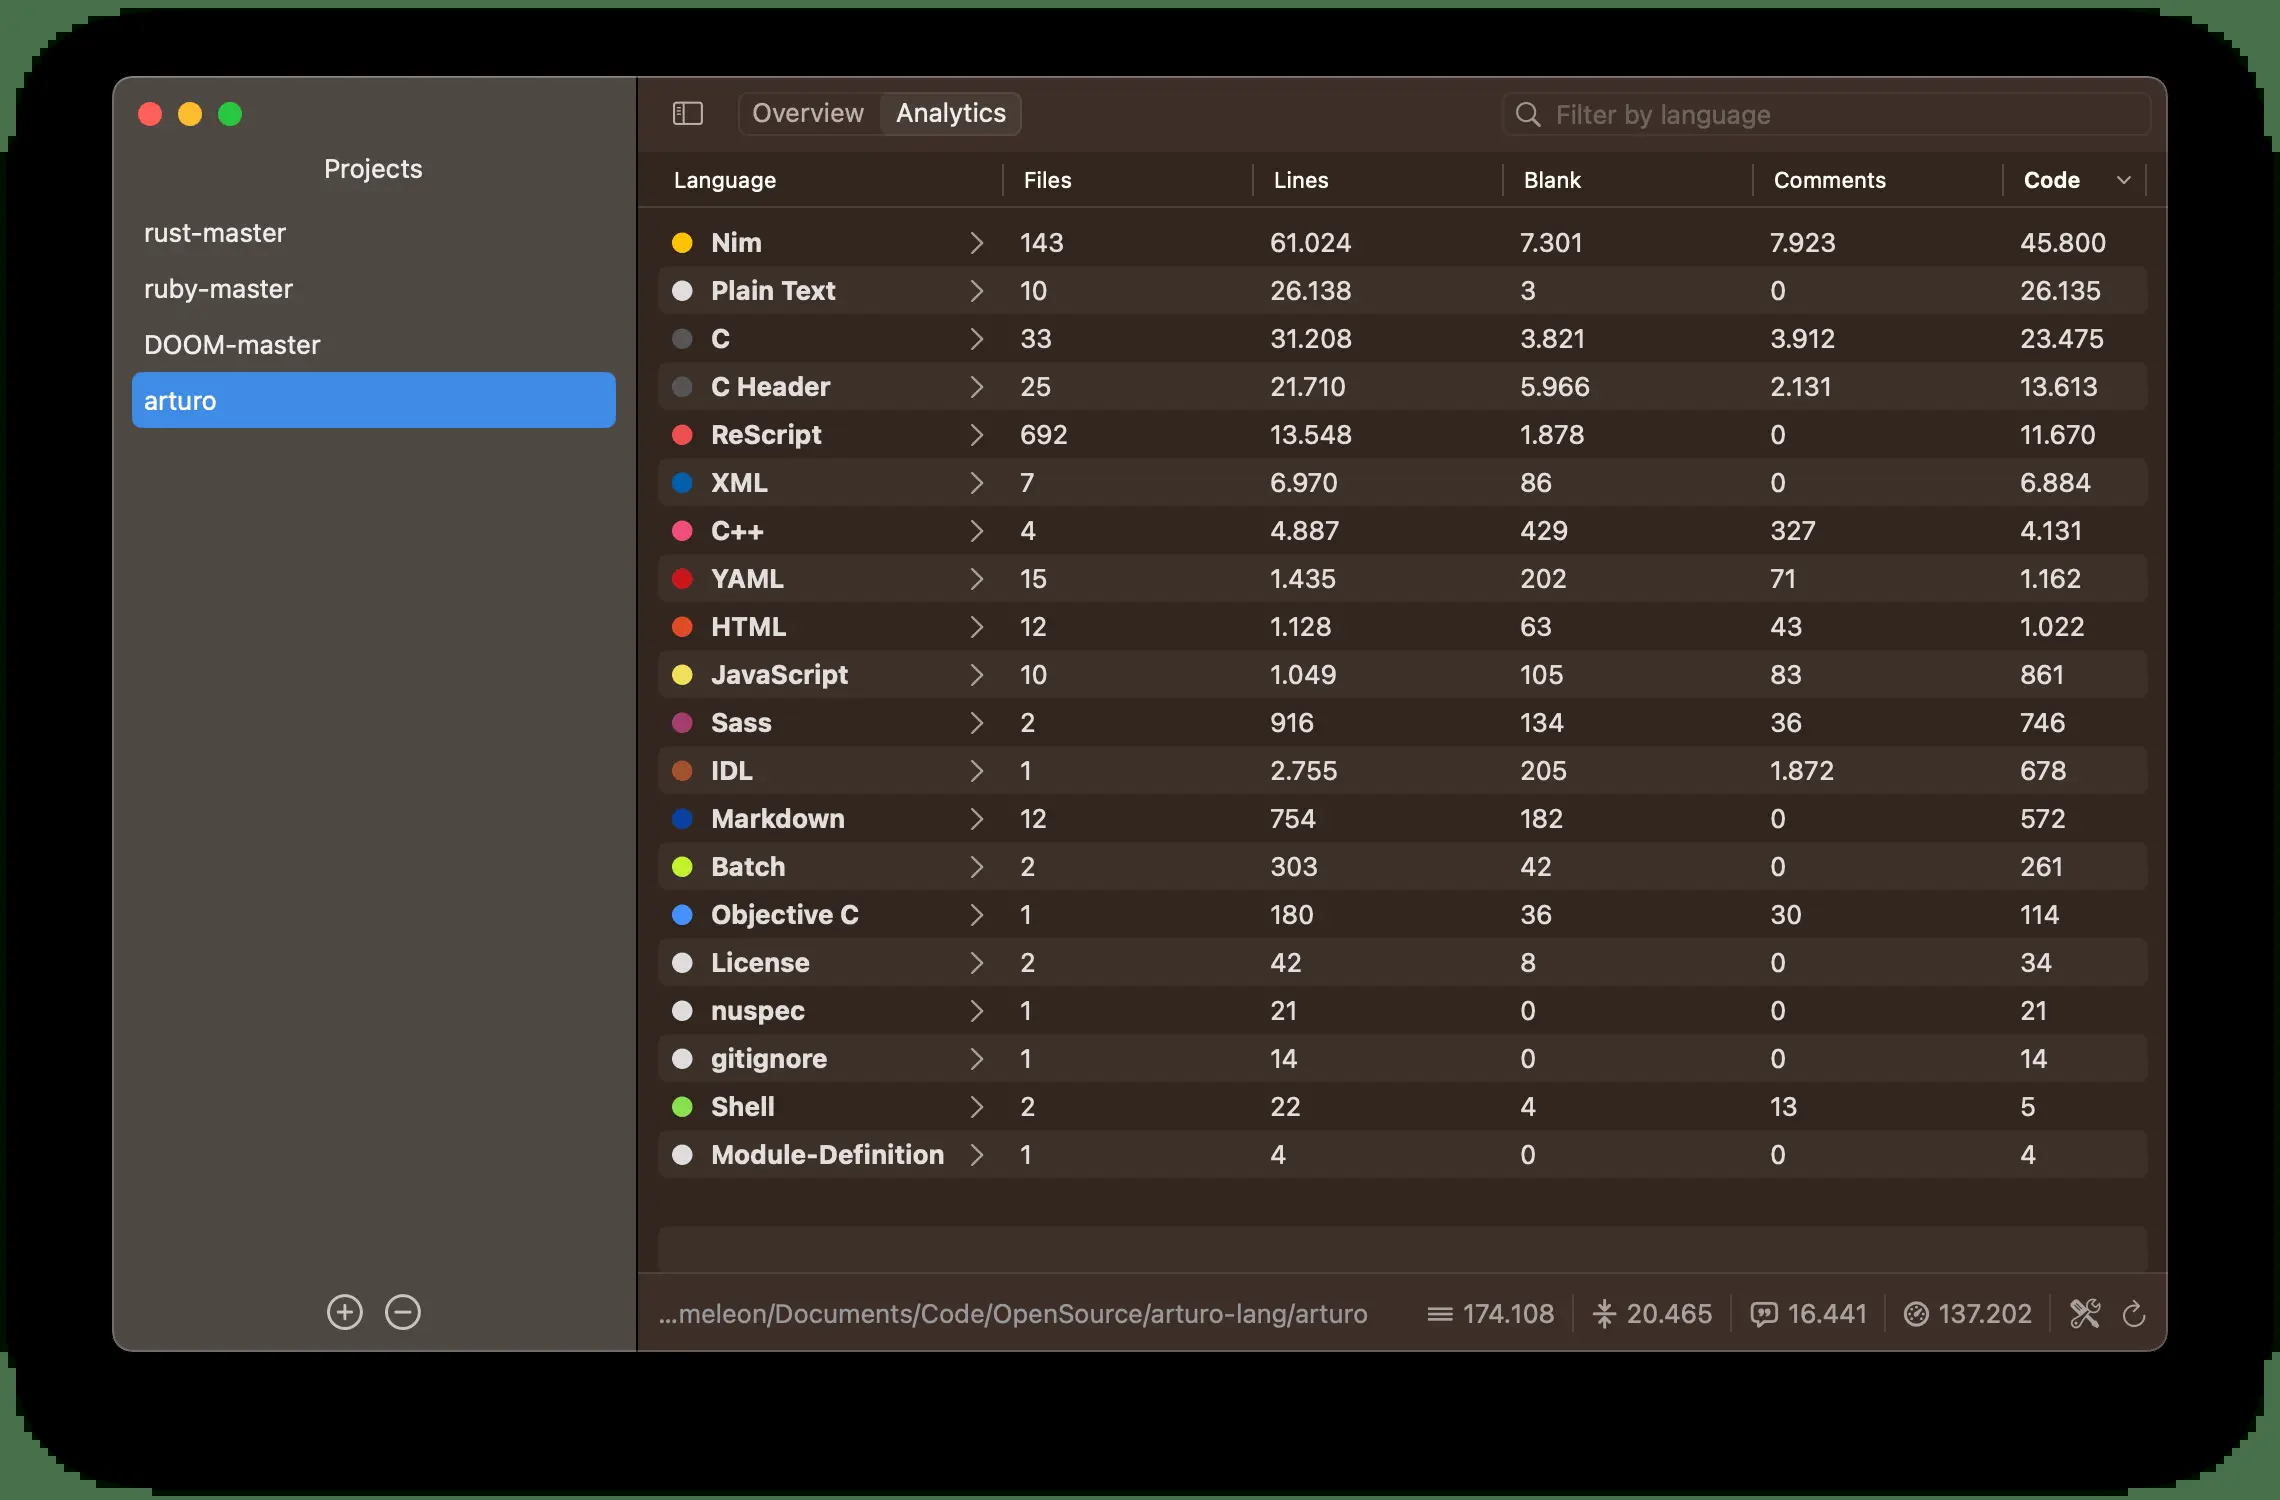 Projects
rust-master
ruby-master
DOOM-master
arturo
Overview Analytics Filter by language
Language Files Lines Blank Comments Code
Nim 143 61.024 7.301 7.923 45.800
Plain Text 10 26.138 3 0 26.135
C 33 31.208 3.821 3.912 23.475
C Header 25 21.710 5.966 2.131 13.613
ReScript 692 13.548 1.878 0 11.670
XML 7 6.970 86 0 6.884
C++ 4 4.887 429 327 4.131
YAML 15 1.435 202 71 1.162
HTML 12 1.128 63 43 1.022
JavaScript 10 1.049 105 83 861
Sass 2 916 134 36 746
IDL 1 2.755 205 1.872 678
Markdown 12 754 182 0 572
Batch 2 303 42 0 261
Objective C 1 180 36 30 114
License 2 42 8 0 34
nuspec 1 21 0 0 21
gitignore 1 14 0 0 14
Shell 2 22 4 13 5
Module-Definition 1 4 0 0 4
...meleon/Documents/Code/OpenSource/arturo-lang/arturo 174.108 20.465 16.441 137.202